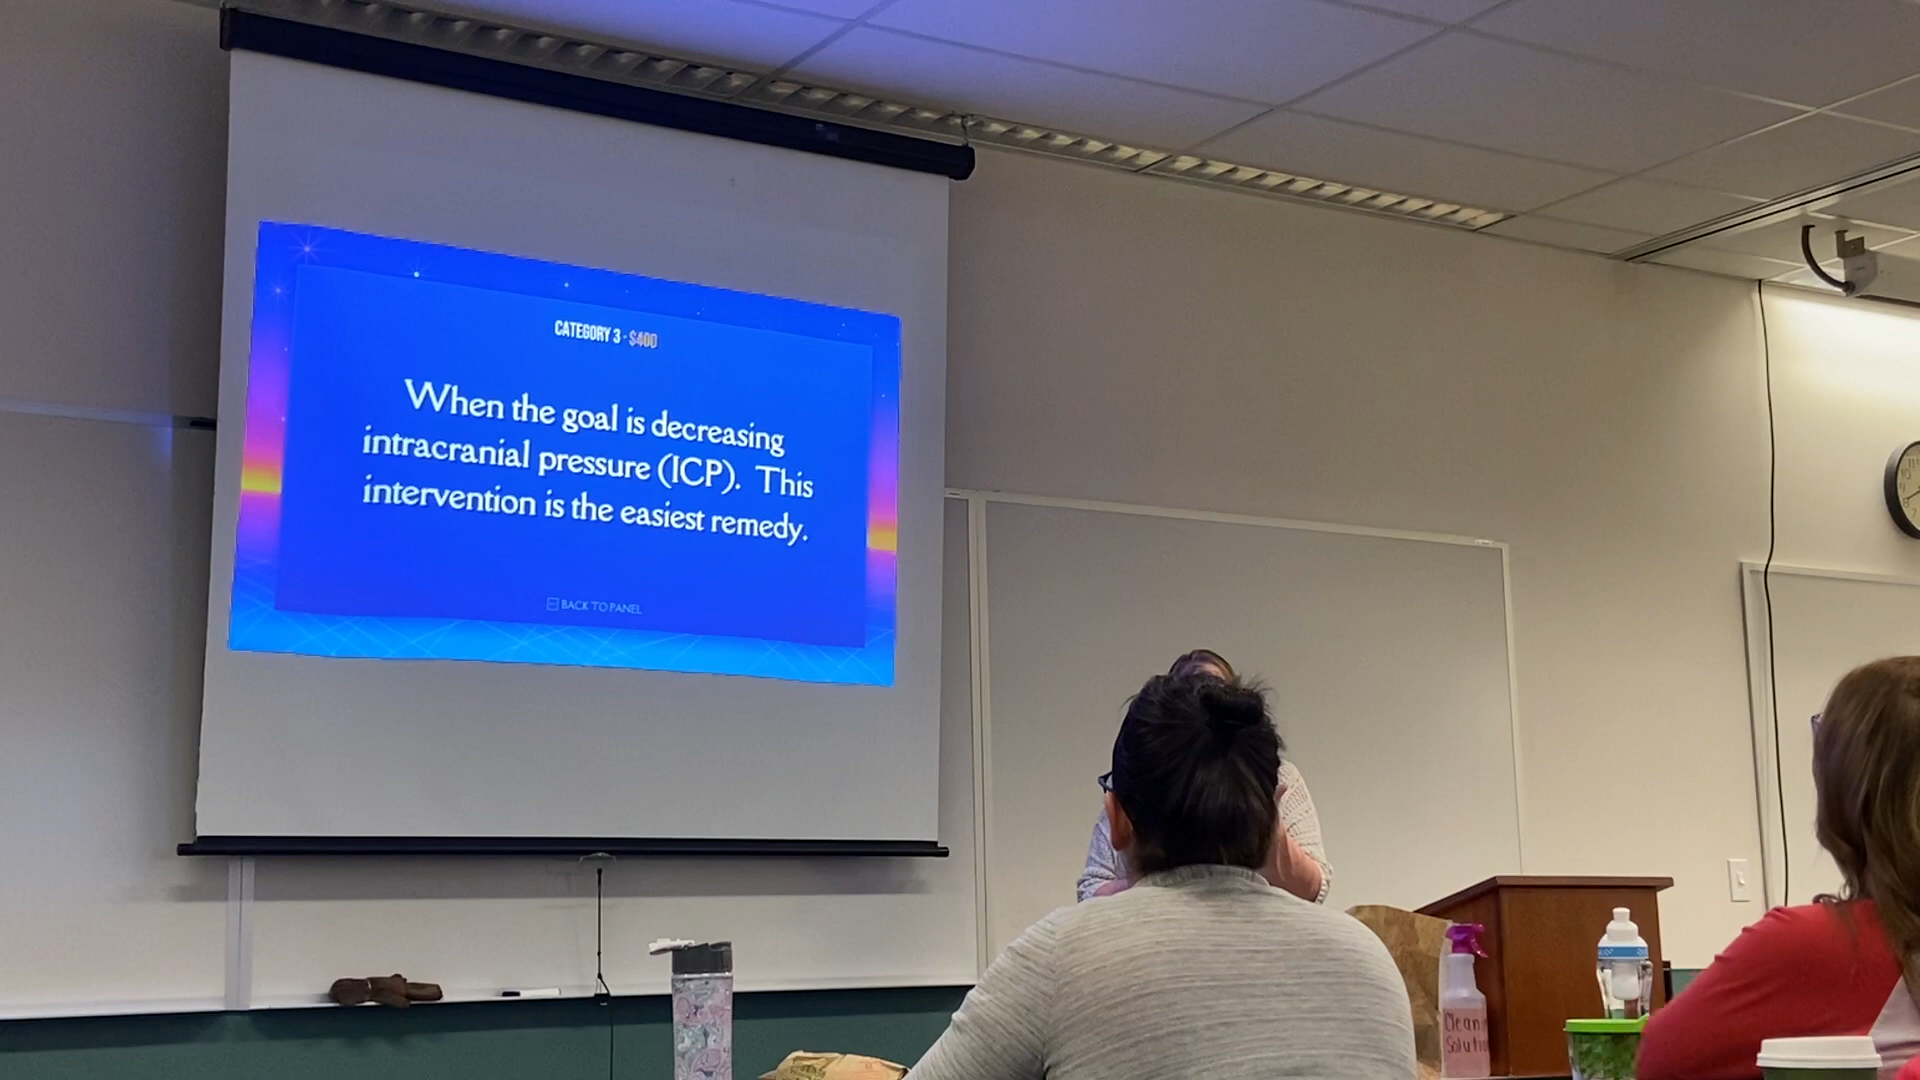 CATEGORY 3 - $400
When the goal is decreasing
intracranial pressure (ICP). This
intervention is the easiest remedy.
BACK TO PANEL
Clean
Solutio